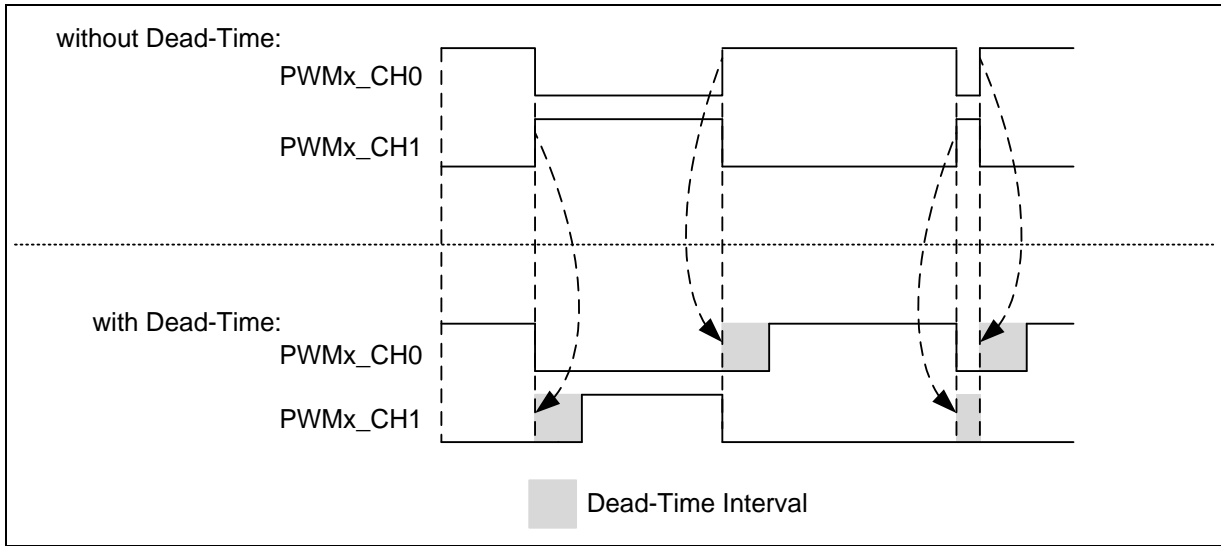 without Dead-Time:
PWMx_CH0
PWMx_CH1
with Dead-Time:
PWMx_CH0
PWMx_CH1
Dead-Time Interval